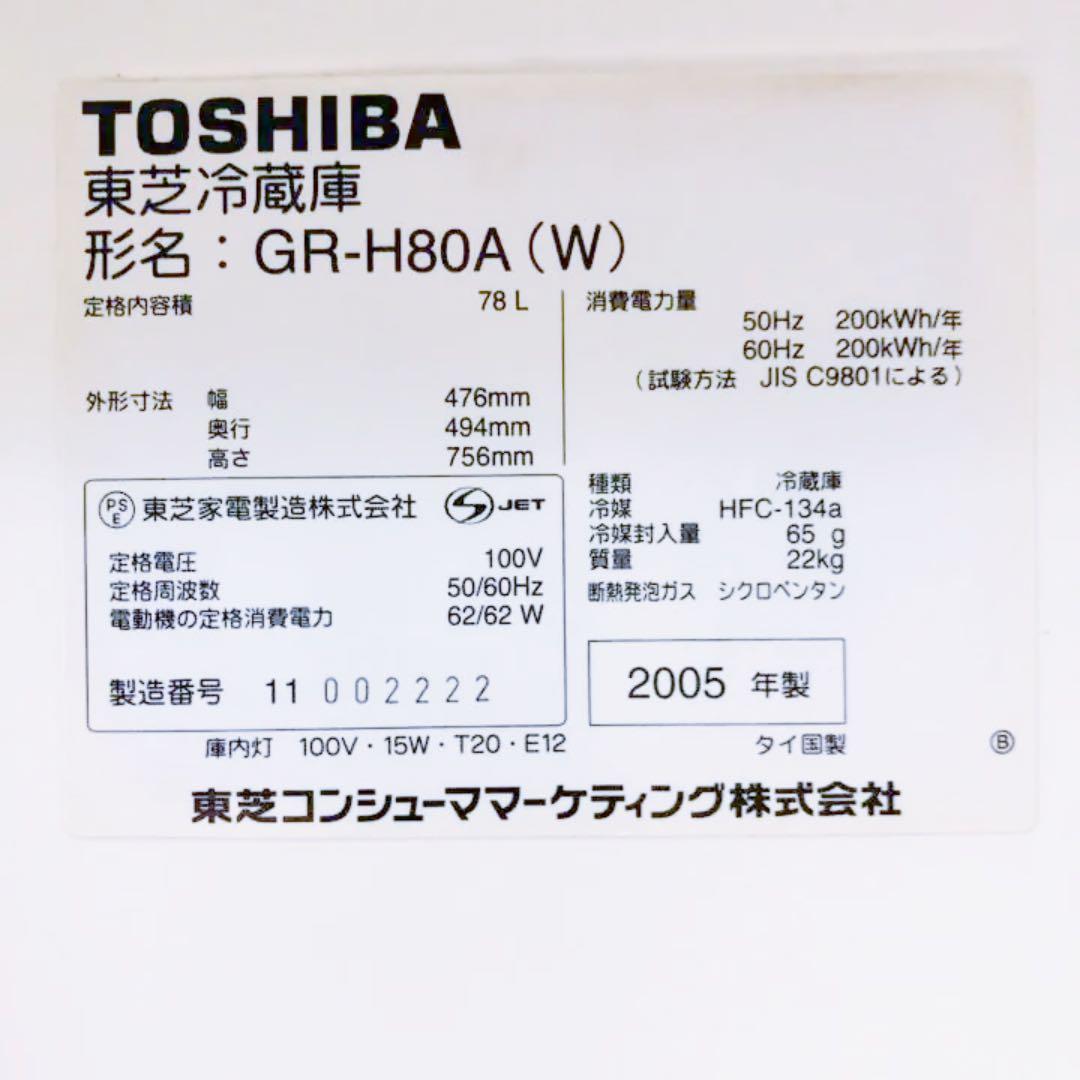 TOSHIBA
東芝冷蔵庫
形名：GR-H80A（W）
定格内容積 78 L
外形寸法 幅 476mm
奥行 494mm
高さ 756mm
消費電力量
50Hz 200kWh/年
60Hz 200kWh/年
（試験方法 JIS C9801による）
PS
E 東芝家電製造株式会社 S JET
定格電圧 100V
定格周波数 50/60Hz
電動機の定格消費電力 62/62 W
製造番号 11 002222
種類 冷蔵庫
冷媒 HFC-134a
冷媒封入量 65 g
質量 22kg
断熱発泡ガス シクロペンタン
2005 年製
庫内灯 100V・15W・T20・E12
タイ国製 Ⓑ
東芝コンシューママーケティング株式会社